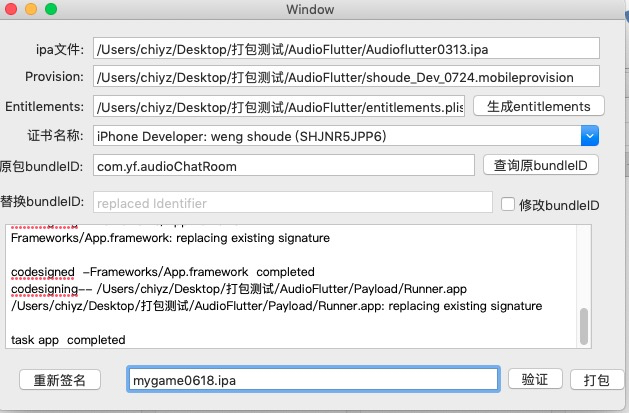 Window
ipa文件: /Users/chiyz/Desktop/打包测试/AudioFlutter/Audioflutter0313.ipa
Provision: /Users/chiyz/Desktop/打包测试/AudioFlutter/shoude_Dev_0724.mobileprovision
Entitlements: /Users/chiyz/Desktop/打包测试/AudioFlutter/entitlements.plis 生成entitlements
证书名称: iPhone Developer: weng shoude (SHJNR5JPP6)
原包bundleID: com.yf.audioChatRoom 查询原bundleID
替换bundleID: replaced Identifier 修改bundleID
Frameworks/App.framework: replacing existing signature
codesigned -Frameworks/App.framework completed
codesigning-- /Users/chiyz/Desktop/打包测试/AudioFlutter/Payload/Runner.app
/Users/chiyz/Desktop/打包测试/AudioFlutter/Payload/Runner.app: replacing existing signature
task app completed
重新签名 mygame0618.ipa 验证 打包